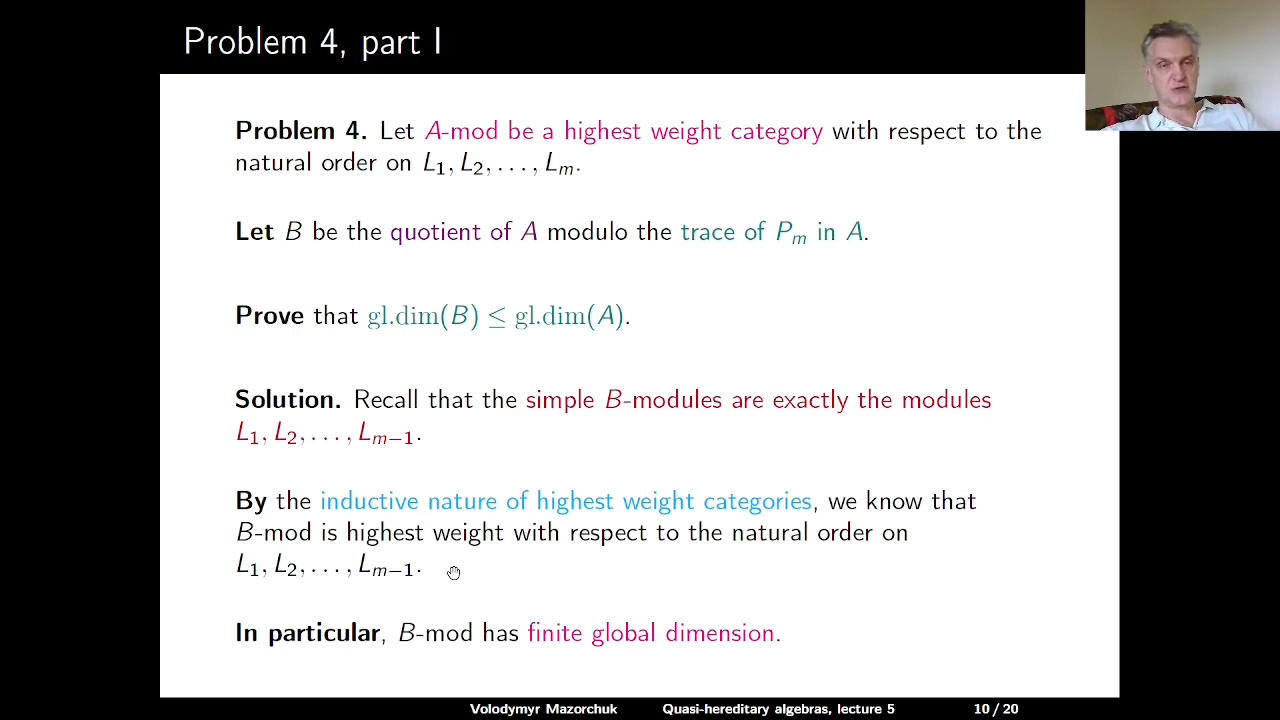 Problem 4, part I
Problem 4. Let A-mod be a highest weight category with respect to the
natural order on L₁, L₂, . . . , Lₘ.
Let B be the quotient of A modulo the trace of Pₘ in A.
Prove that gl.dim(B) ≤ gl.dim(A).
Solution. Recall that the simple B-modules are exactly the modules
L₁, L₂, . . . , Lₘ₋₁.
By the inductive nature of highest weight categories, we know that
B-mod is highest weight with respect to the natural order on
L₁, L₂, . . . , Lₘ₋₁.
In particular, B-mod has finite global dimension.
Volodymyr Mazorchuk Quasi-hereditary algebras, lecture 5 10 / 20